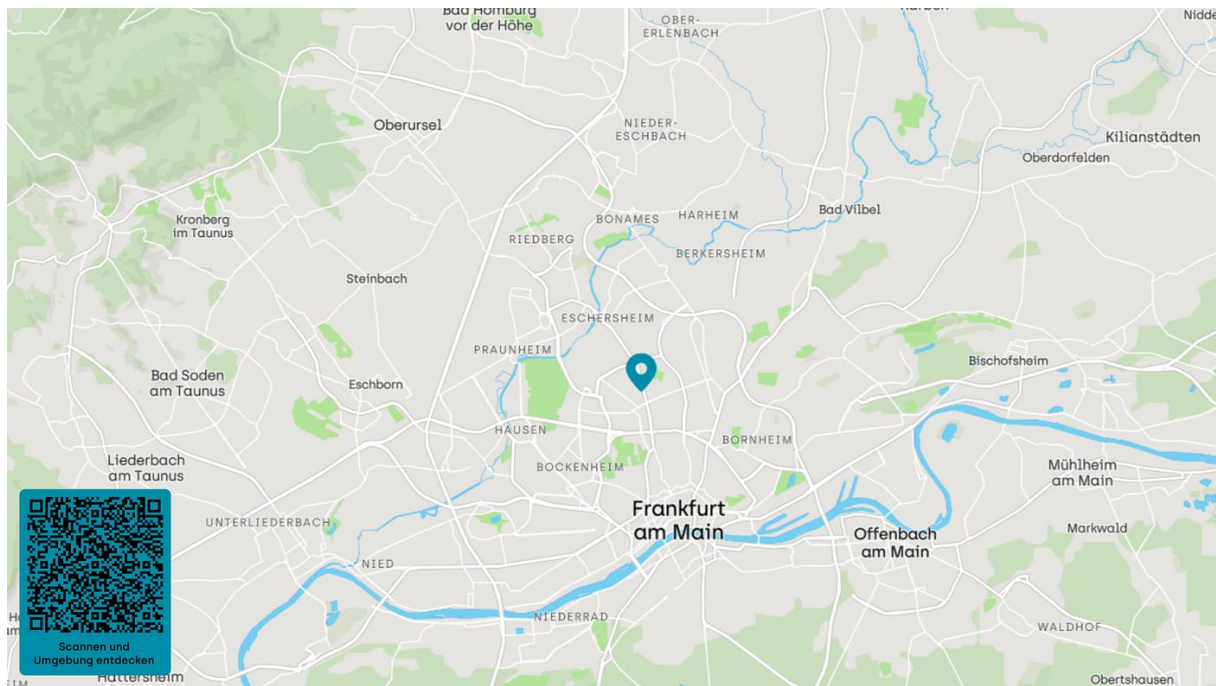 Bad Homburg
vor der Höhe
OBER-
ERLENBACH
Oberursel
NIEDER-
ESCHBACH
Kilianstädten
Oberdorfelden
Kronberg
im Taunus
BONAMES
HARHEIM
Bad Vilbel
RIEDBERG
BERKERSHEIM
Steinbach
ESCHERSHEIM
PRAUNHEIM
Bischofsheim
Bad Soden
am Taunus
Eschborn
HAUSEN
BORNHEIM
Liederbach
am Taunus
BOCKENHEIM
Mühlheim
am Main
Frankfurt
am Main
UNTERLIEDERBACH
Offenbach
am Main
Markwald
NIED
NIEDERRAD
WALDHOF
Scannen und
Umgebung entdecken
Hattersheim
Obertshausen